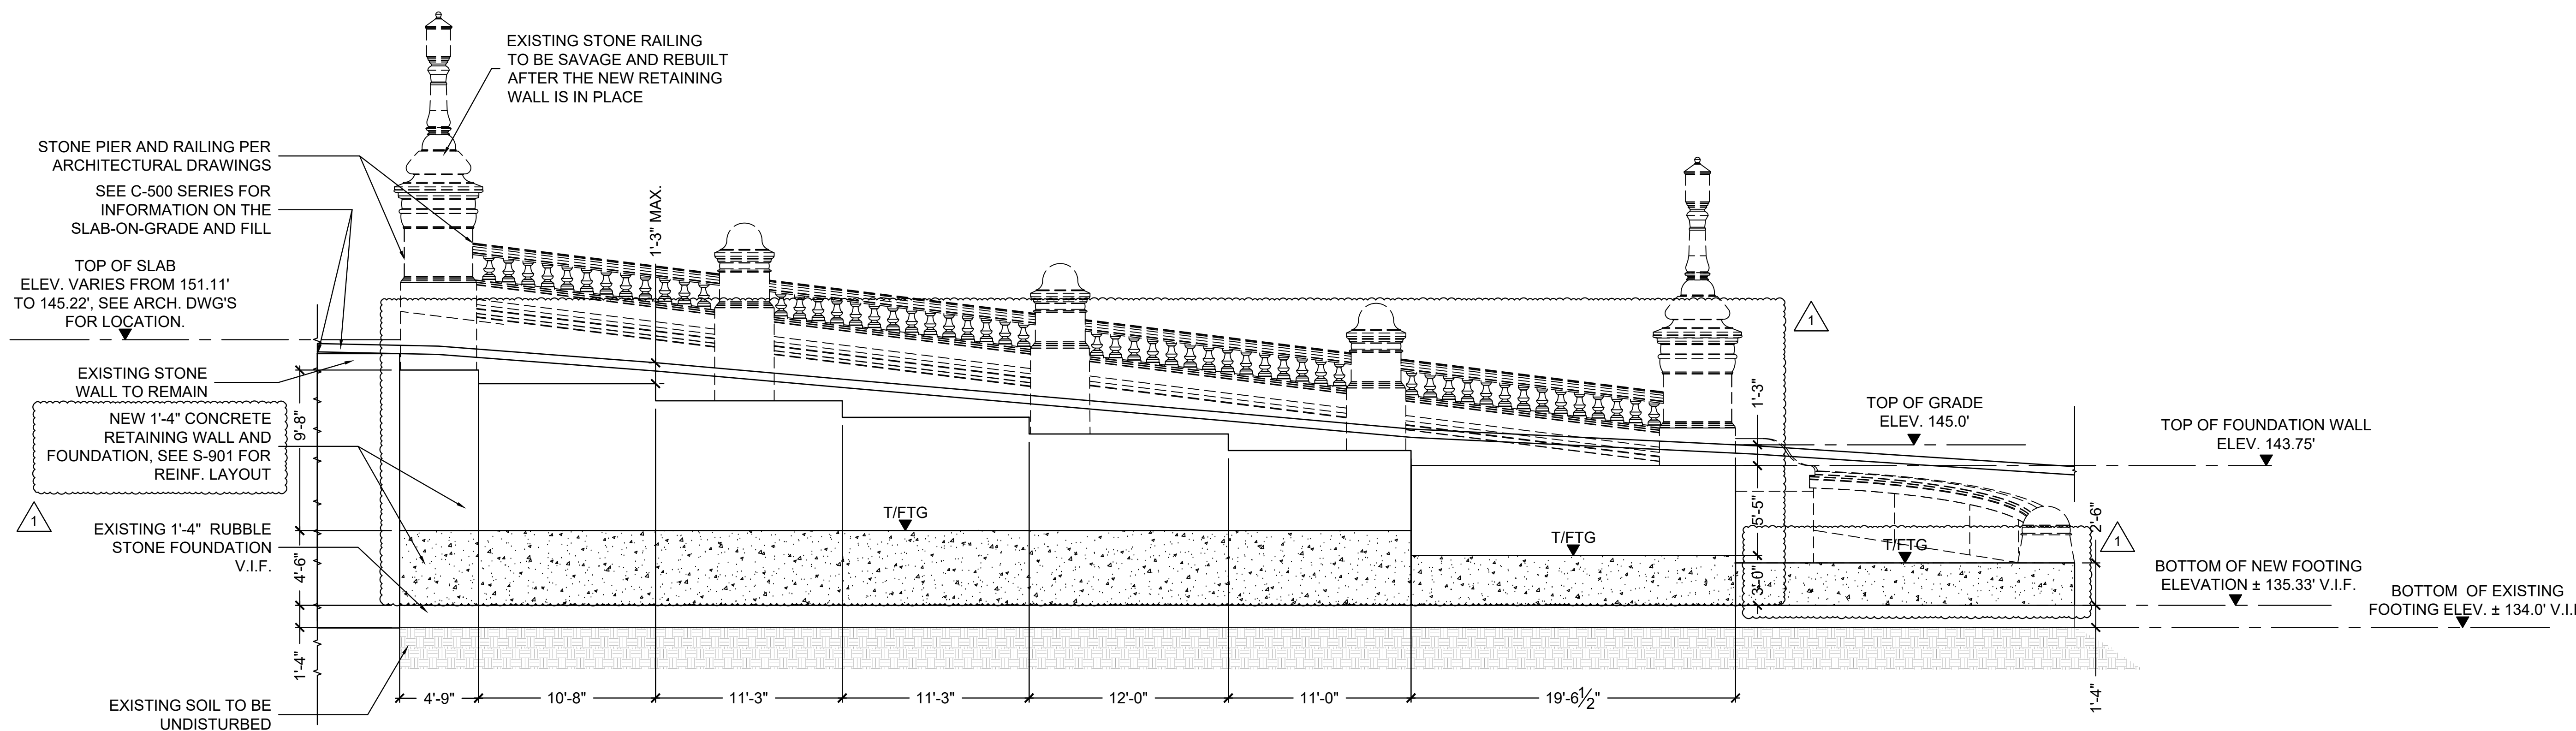 EXISTING STONE RAILING
TO BE SAVAGE AND REBUILT
AFTER THE NEW RETAINING
WALL IS IN PLACE
STONE PIER AND RAILING PER
ARCHITECTURAL DRAWINGS
SEE C-500 SERIES FOR
INFORMATION ON THE
SLAB-ON-GRADE AND FILL
TOP OF SLAB
ELEV. VARIES FROM 151.11'
TO 145.22', SEE ARCH. DWG'S
FOR LOCATION.
EXISTING STONE
WALL TO REMAIN
NEW 1'-4" CONCRETE
RETAINING WALL AND
FOUNDATION, SEE S-901 FOR
REINF. LAYOUT
1
EXISTING 1'-4" RUBBLE
STONE FOUNDATION
V.I.F.
EXISTING SOIL TO BE
UNDISTURBED
9'-8"
4'-6"
1'-4"
1'-3" MAX.
T/FTG
T/FTG
T/FTG
4'-9"
10'-8"
11'-3"
11'-3"
12'-0"
11'-0"
19'-6 1/2"
1'-3"
5'-5"
3'-0"
1
TOP OF GRADE
ELEV. 145.0'
TOP OF FOUNDATION WALL
ELEV. 143.75'
2'-6"
1
1'-4"
BOTTOM OF NEW FOOTING
ELEVATION ± 135.33' V.I.F.
BOTTOM OF EXISTING
FOOTING ELEV. ± 134.0' V.I.F